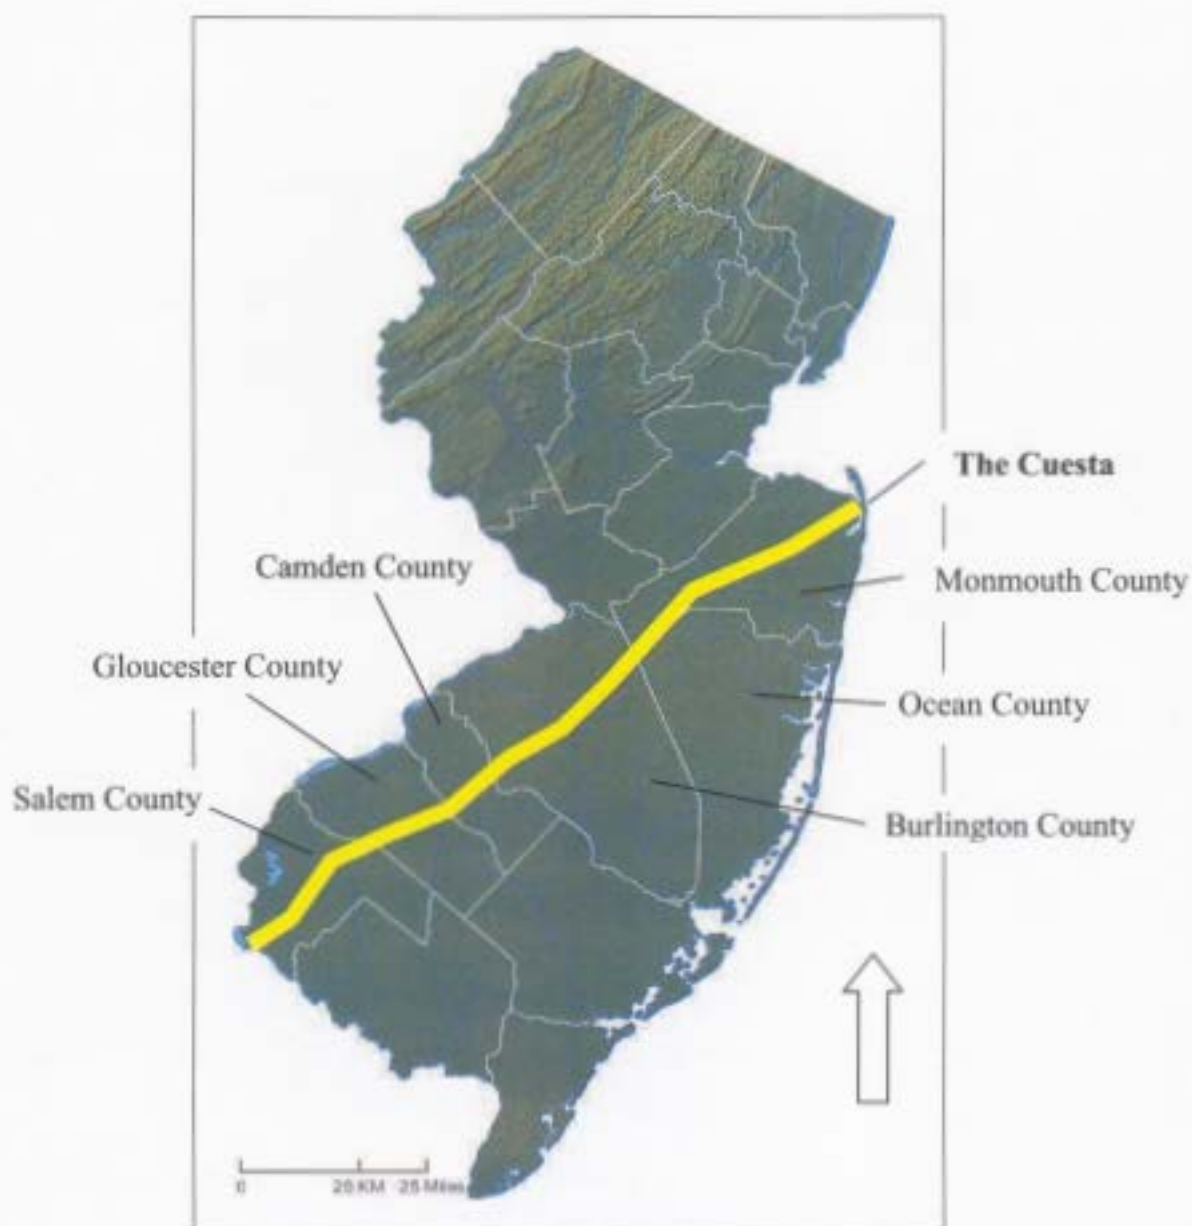 The Cuesta
Camden County
Monmouth County
Gloucester County
Ocean County
Salem County
Burlington County
0 25 KM 25 Miles